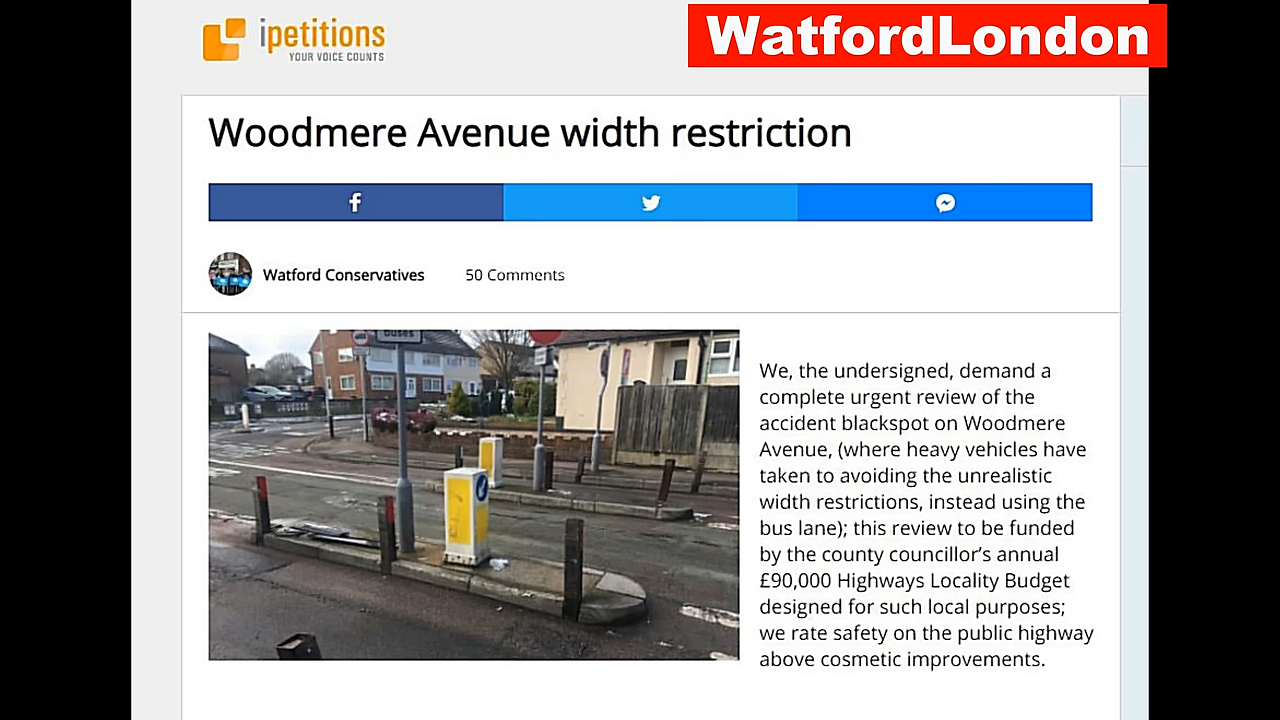 ipetitions
YOUR VOICE COUNTS
WatfordLondon
Woodmere Avenue width restriction
Watford Conservatives 50 Comments
buses
We, the undersigned, demand a
complete urgent review of the
accident blackspot on Woodmere
Avenue, (where heavy vehicles have
taken to avoiding the unrealistic
width restrictions, instead using the
bus lane); this review to be funded
by the county councillor's annual
£90,000 Highways Locality Budget
designed for such local purposes;
we rate safety on the public highway
above cosmetic improvements.